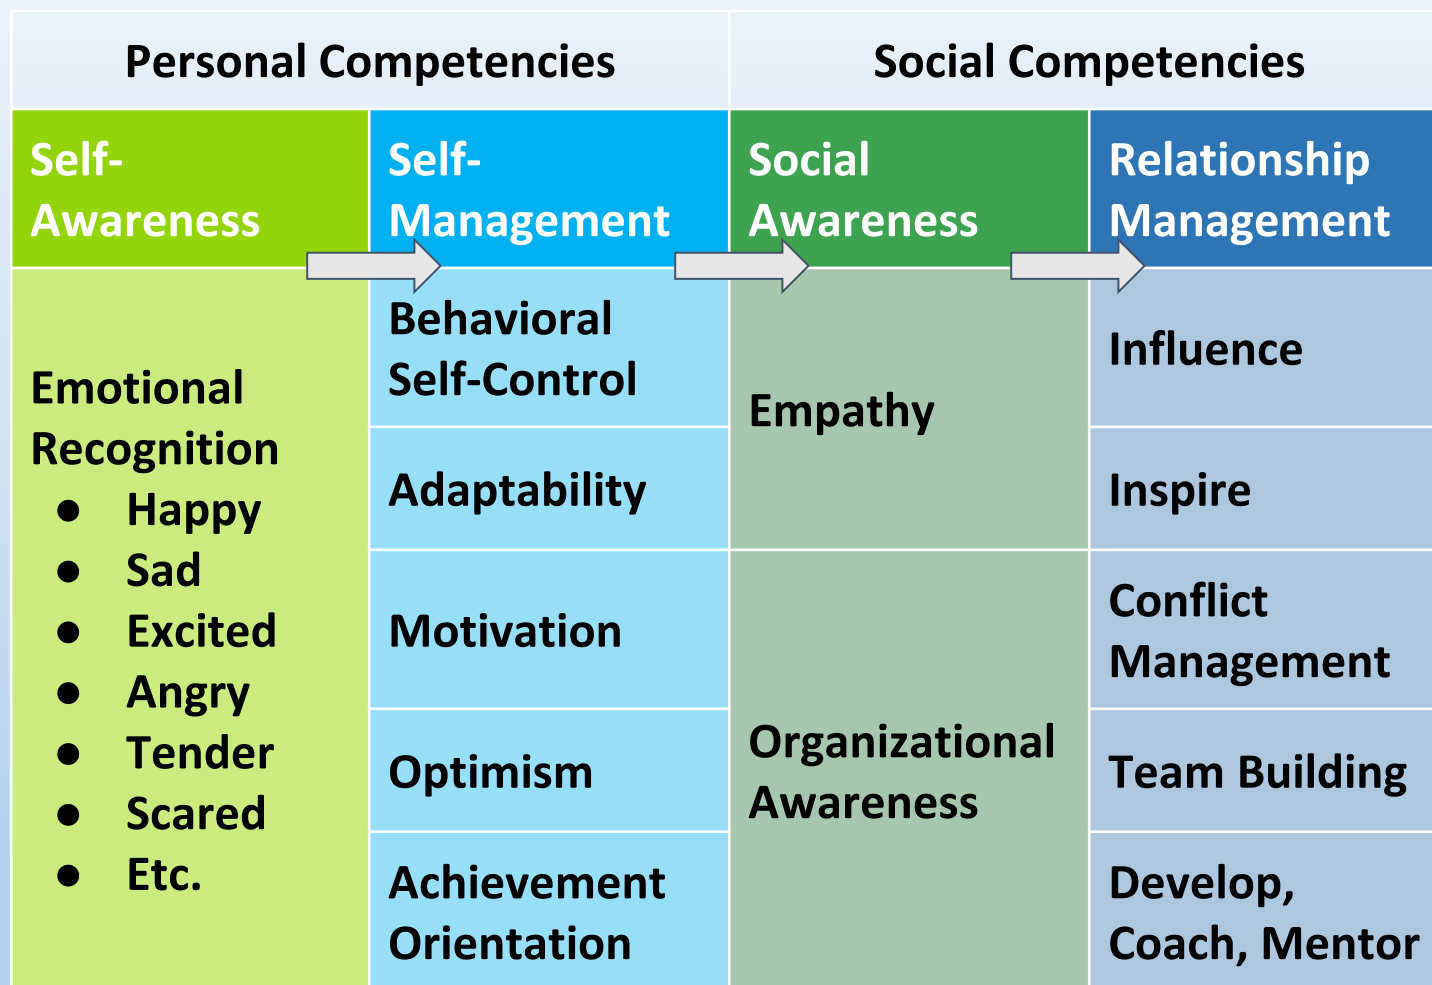 Personal Competencies
Social Competencies
Self-
Awareness
Self-
Management
Social
Awareness
Relationship
Management
Emotional
Recognition
● Happy
● Sad
● Excited
● Angry
● Tender
● Scared
● Etc.
Behavioral
Self-Control
Adaptability
Motivation
Optimism
Achievement
Orientation
Empathy
Organizational
Awareness
Influence
Inspire
Conflict
Management
Team Building
Develop,
Coach, Mentor